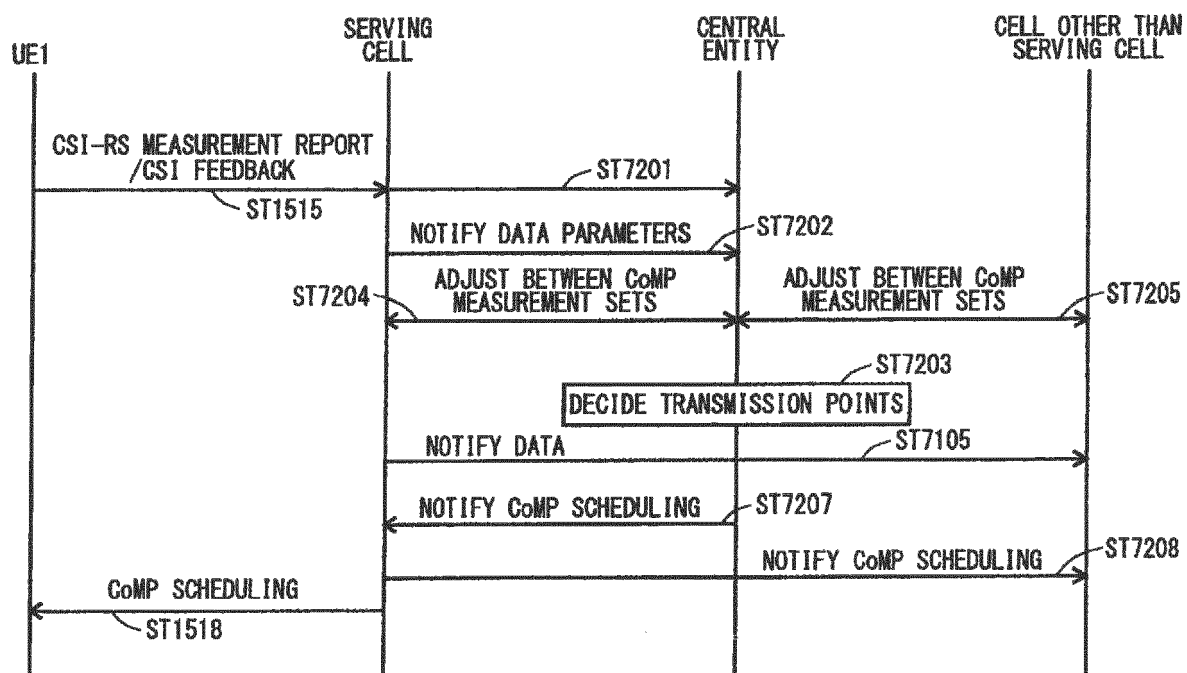 UE1
SERVING
CELL
CENTRAL
ENTITY
CELL OTHER THAN
SERVING CELL
CSI-RS MEASUREMENT REPORT
/CSI FEEDBACK
ST1515
ST7201
NOTIFY DATA PARAMETERS
ST7202
ST7204
ADJUST BETWEEN CoMP
MEASUREMENT SETS
ADJUST BETWEEN CoMP
MEASUREMENT SETS
ST7205
ST7203
DECIDE TRANSMISSION POINTS
NOTIFY DATA
ST7105
NOTIFY CoMP SCHEDULING
ST7207
NOTIFY CoMP SCHEDULING
ST7208
CoMP SCHEDULING
ST1518